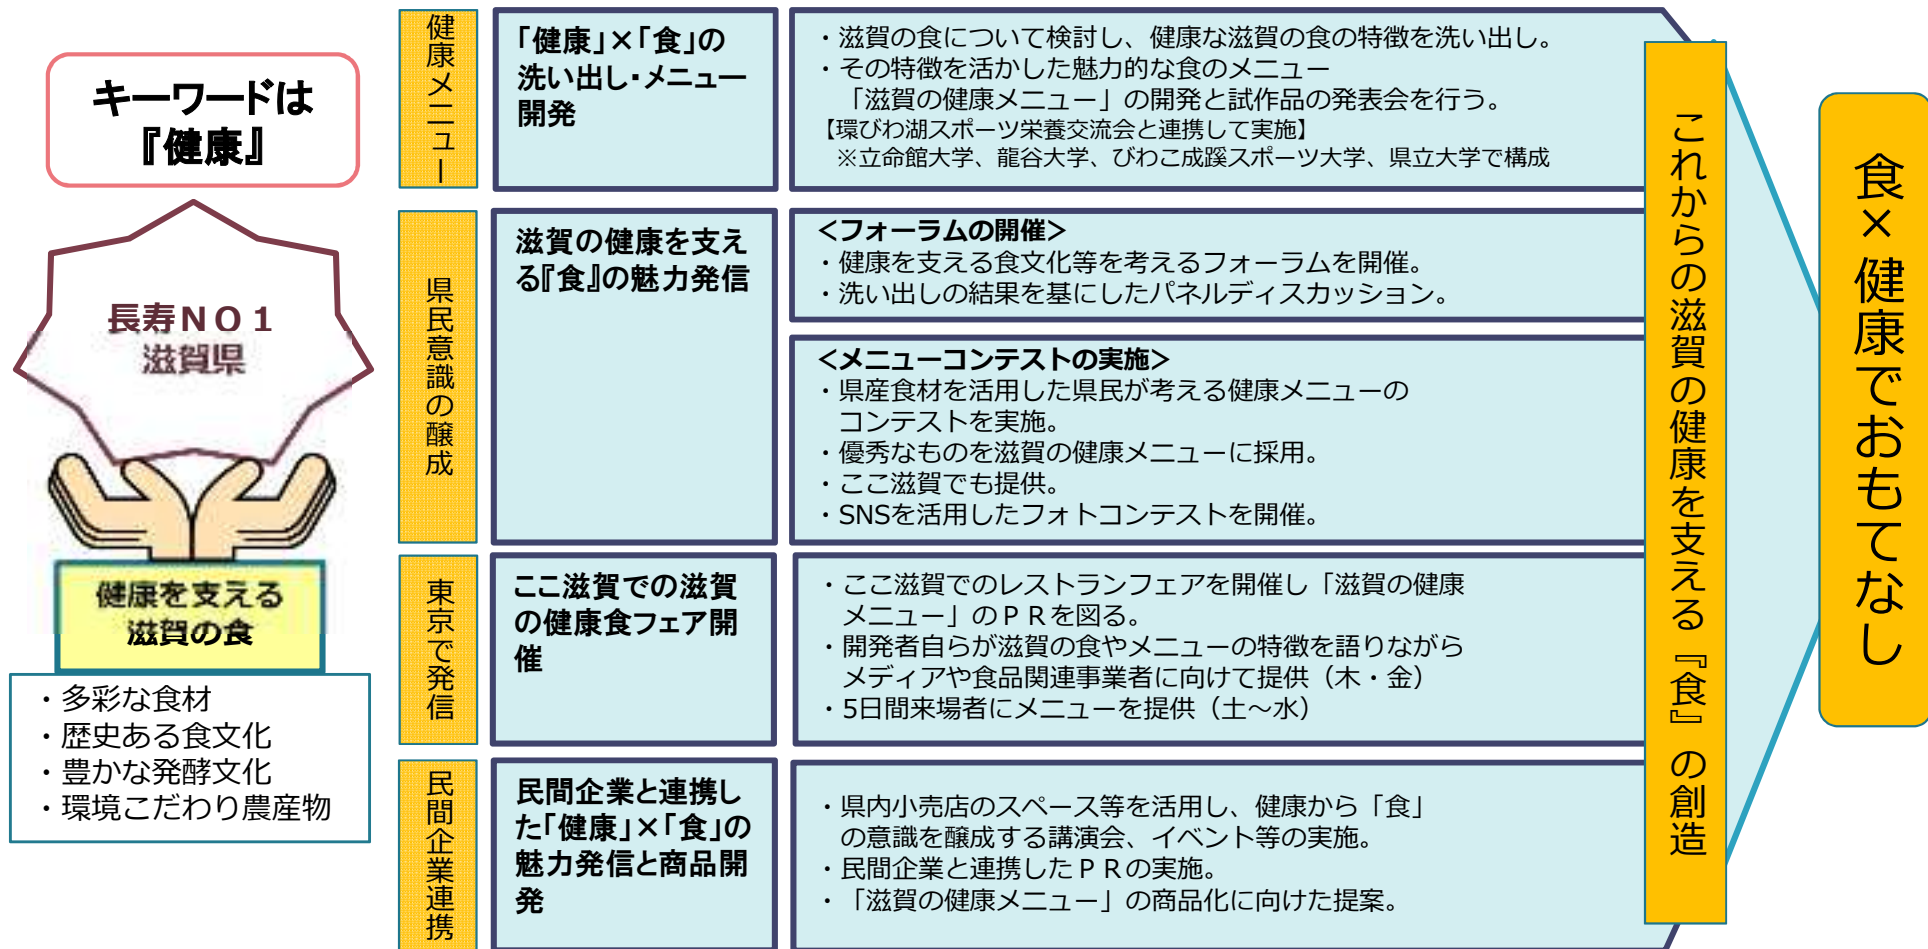 キーワードは
『健康』
長寿NO1
滋賀県
健康を支える
滋賀の食
・多彩な食材
・歴史ある食文化
・豊かな発酵文化
・環境こだわり農産物
健康メニュー
「健康」×「食」の
洗い出し・メニュー
開発
・滋賀の食について検討し、健康な滋賀の食の特徴を洗い出し。
・その特徴を活かした魅力的な食のメニュー
「滋賀の健康メニュー」の開発と試作品の発表会を行う。
【環びわ湖スポーツ栄養交流会と連携して実施】
※立命館大学、龍谷大学、びわこ成蹊スポーツ大学、県立大学で構成
県民意識の醸成
滋賀の健康を支え
る『食』の魅力発信
<フォーラムの開催>
・健康を支える食文化等を考えるフォーラムを開催。
・洗い出しの結果を基にしたパネルディスカッション。
<メニューコンテストの実施>
・県産食材を活用した県民が考える健康メニューの
コンテストを実施。
・優秀なものを滋賀の健康メニューに採用。
・ここ滋賀でも提供。
・SNSを活用したフォトコンテストを開催。
東京で発信
ここ滋賀での滋賀
の健康食フェア開
催
・ここ滋賀でのレストランフェアを開催し「滋賀の健康
メニュー」のPRを図る。
・開発者自らが滋賀の食やメニューの特徴を語りながら
メディアや食品関連事業者に向けて提供（木・金）
・5日間来場者にメニューを提供（土～水）
民間企業連携
民間企業と連携し
た「健康」×「食」の
魅力発信と商品開
発
・県内小売店のスペース等を活用し、健康から「食」
の意識を醸成する講演会、イベント等の実施。
・民間企業と連携したPRの実施。
・「滋賀の健康メニュー」の商品化に向けた提案。
これからの滋賀の健康を支える『食』の創造
食×健康でおもてなし